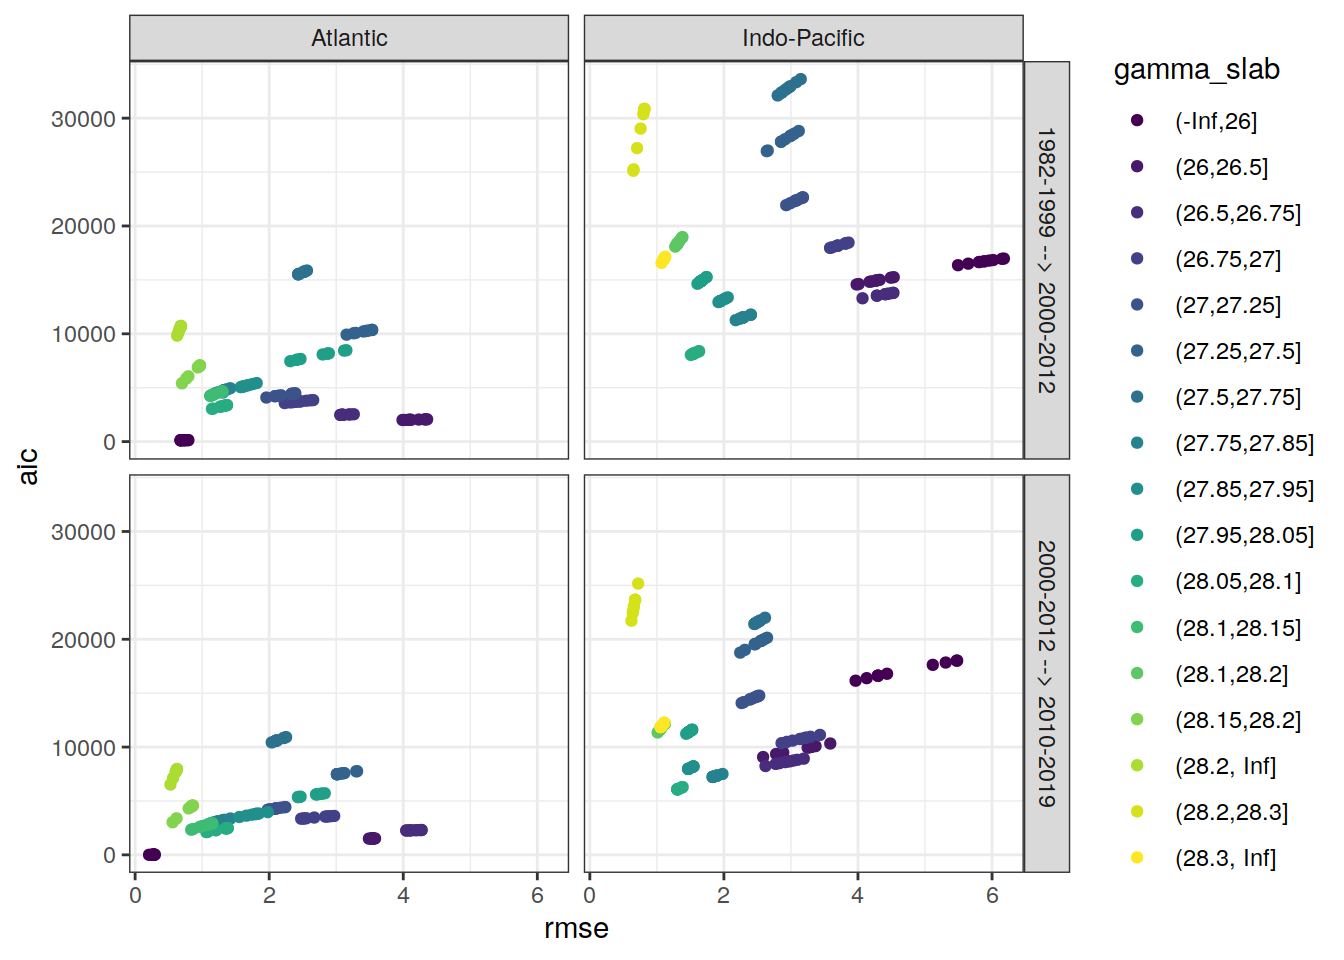 Atlantic
Indo-Pacific
30000
20000
10000
0
1982-1999 --> 2000-2012
30000
20000
10000
0
2000-2012 --> 2010-2019
0 2 4 6
0 2 4 6
rmse
aic
gamma_slab
(-Inf,26]
(26,26.5]
(26.5,26.75]
(26.75,27]
(27,27.25]
(27.25,27.5]
(27.5,27.75]
(27.75,27.85]
(27.85,27.95]
(27.95,28.05]
(28.05,28.1]
(28.1,28.15]
(28.1,28.2]
(28.15,28.2]
(28.2, Inf]
(28.2,28.3]
(28.3, Inf]